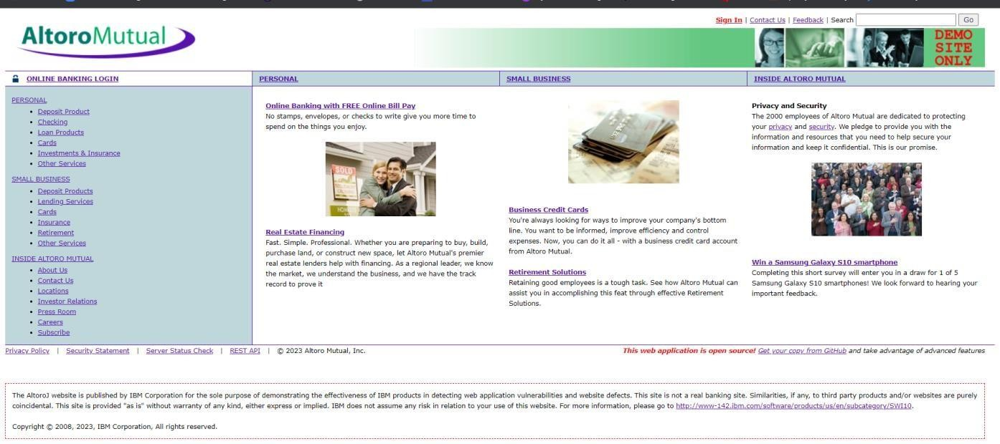 Sign In | Contact Us | Feedback | Search Go
AltoroMutual
DEMO
SITE
ONLY
ONLINE BANKING LOGIN
PERSONAL
SMALL BUSINESS
INSIDE ALTORO MUTUAL
PERSONAL
• Deposit Product
• Checking
• Loan Products
• Cards
• Investments & Insurance
• Other Services
SMALL BUSINESS
• Deposit Products
• Lending Services
• Cards
• Insurance
• Retirement
• Other Services
INSIDE ALTORO MUTUAL
• About Us
• Contact Us
• Locations
• Investor Relations
• Press Room
• Careers
• Subscribe
Online Banking with FREE Online Bill Pay
No stamps, envelopes, or checks to write give you more time to
spend on the things you enjoy.
SOLD
Real Estate Financing
Fast. Simple. Professional. Whether you are preparing to buy, build,
purchase land, or construct new space, let Altoro Mutual's premier
real estate lenders help with financing. As a regional leader, we know
the market, we understand the business, and we have the track
record to prove it
Business Credit Cards
You're always looking for ways to improve your company's bottom
line. You want to be informed, improve efficiency and control
expenses. Now, you can do it all - with a business credit card account
from Altoro Mutual.
Retirement Solutions
Retaining good employees is a tough task. See how Altoro Mutual can
assist you in accomplishing this feat through effective Retirement
Solutions.
Privacy and Security
The 2000 employees of Altoro Mutual are dedicated to protecting
your privacy and security. We pledge to provide you with the
information and resources that you need to help secure your
information and keep it confidential. This is our promise.
Win a Samsung Galaxy S10 smartphone
Completing this short survey will enter you in a draw for 1 of 5
Samsung Galaxy S10 smartphones! We look forward to hearing your
important feedback.
Privacy Policy | Security Statement | Server Status Check | REST API | © 2023 Altoro Mutual, Inc.
This web application is open source! Get your copy from GitHub and take advantage of advanced features
The AltoroJ website is published by IBM Corporation for the sole purpose of demonstrating the effectiveness of IBM products in detecting web application vulnerabilities and website defects. This site is not a real banking site. Similarities, if any, to third party products and/or websites are purely
coincidental. This site is provided "as is" without warranty of any kind, either express or implied. IBM does not assume any risk in relation to your use of this website. For more information, please go to http://www-142.ibm.com/software/products/us/en/subcategory/SWI10.
Copyright © 2008, 2023, IBM Corporation, All rights reserved.